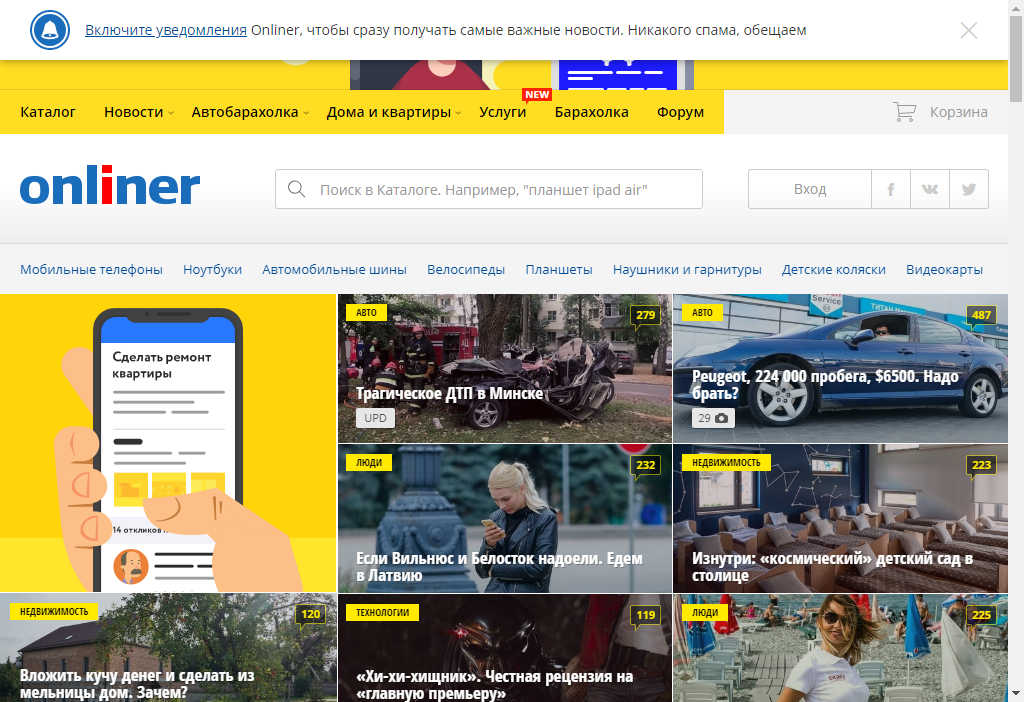 Включите уведомления Onliner, чтобы сразу получать самые важные новости. Никакого спама, обещаем
Каталог
Новости
Автобарахолка
Дома и квартиры
Услуги
NEW
Барахолка
Форум
Корзина
onliner
Поиск в Каталоге. Например, "планшет ipad air"
Вход
Мобильные телефоны
Ноутбуки
Автомобильные шины
Велосипеды
Планшеты
Наушники и гарнитуры
Детские коляски
Видеокарты
Сделать ремонт
квартиры
14 откликов
АВТО
279
Трагическое ДТП в Минске
UPD
АВТО
487
Peugeot, 224 000 пробега, $6500. Надо
брать?
29
ЛЮДИ
232
Если Вильнюс и Белосток надоели. Едем
в Латвию
НЕДВИЖИМОСТЬ
223
Изнутри: «космический» детский сад в
столице
НЕДВИЖИМОСТЬ
120
Вложить кучу денег и сделать из
мельницы дом. Зачем?
ТЕХНОЛОГИИ
119
«Хи-хи-хищник». Честная рецензия на
«главную премьеру»
ЛЮДИ
225